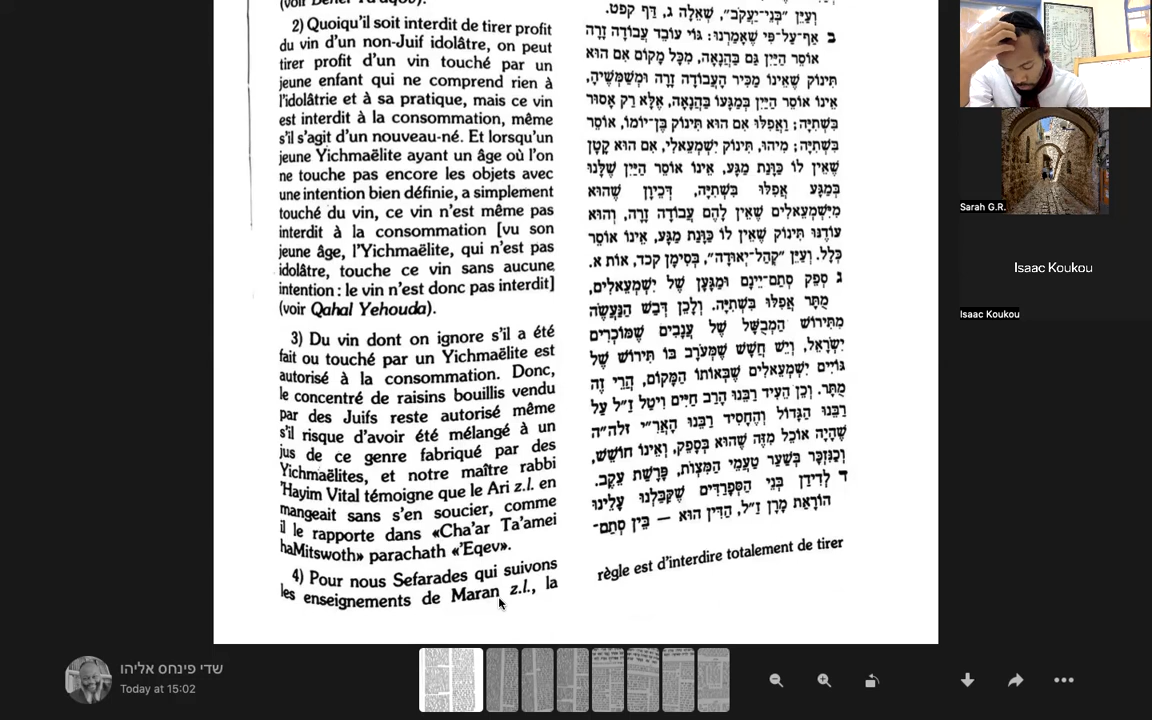 (voir Benei Ya'aqov).
2) Quoiqu'il soit interdit de tirer profit
du vin d'un non-Juif idolâtre, on peut
tirer profit d'un vin touché par un
jeune enfant qui ne comprend rien à
l'idolâtrie et à sa pratique, mais ce vin
est interdit à la consommation, même
s'il s'agit d'un nouveau-né. Et lorsqu'un
jeune Yichmaëlite ayant un âge où l'on
ne touche pas encore les objets avec
une intention bien définie, a simplement
touché du vin, ce vin n'est même pas
interdit à la consommation [vu son
jeune âge, l'Yichmaëlite, qui n'est pas
idolâtre, touche ce vin sans aucune
intention : le vin n'est donc pas interdit]
(voir Qahal Yehouda).
3) Du vin dont on ignore s'il a été
fait ou touché par un Yichmaëlite est
autorisé à la consommation. Donc,
le concentré de raisins bouillis vendu
par des Juifs reste autorisé même
s'il risque d'avoir été mélangé à un
jus de ce genre fabriqué par des
Yichmaëlites, et notre maître rabbi
'Hayim Vital témoigne que le Ari z.l. en
mangeait sans s'en soucier, comme
il le rapporte dans «Cha'ar Ta'amei
haMitswoth» parachath «'Eqev».
4) Pour nous Sefarades qui suivons
les enseignements de Maran z.l., la
וְעַיֵּן "בְּנֵי־יַעֲקֹב", שְׁאֵלָה ג, דַּף קפט.
ב אַף־עַל־פִּי שֶׁאָמַרְנוּ: גּוֹי עוֹבֵד עֲבוֹדָה זָרָה
אוֹסֵר הַיַּיִן גַּם בַּהֲנָאָה, מִכָּל מָקוֹם אִם הוּא
תִּינוֹק שֶׁאֵינוֹ מַכִּיר הָעֲבוֹדָה זָרָה וּמְשַׁמְּשֶׁיהָ,
אֵינוֹ אוֹסֵר הַיַּיִן בְּמַגָּעוֹ בַּהֲנָאָה, אֶלָּא רַק אָסוּר
בִּשְׁתִיָּה; וַאֲפִלּוּ אִם הוּא תִּינוֹק בֶּן־יוֹמוֹ, אוֹסֵר
בִּשְׁתִיָּה; מִיהוּ, תִּינוֹק יִשְׁמְעֵאלִי, אִם הוּא קָטָן
שֶׁאֵין לוֹ כַּוָּנַת מַגָּע, אֵינוֹ אוֹסֵר הַיַּיִן שֶׁלָּנוּ
בְּמַגָּע אֲפִלּוּ בִּשְׁתִיָּה, דְּכֵיוָן שֶׁהוּא
מִיִּשְׁמְעֵאלִים שֶׁאֵין לָהֶם עֲבוֹדָה זָרָה, וְהוּא
עוֹדֶנּוּ תִּינוֹק שֶׁאֵין לוֹ כַּוָּנַת מַגָּע, אֵינוֹ אוֹסֵר
כְּלָל. וְעַיֵּן "קְהַל־יְאוּדָה", בְּסִימָן קכד, אוֹת א.
ג סְפֵק סְתַם־יֵינָם וּמַגָּעָן שֶׁל יִשְׁמְעֵאלִים,
מֻתָּר אֲפִלּוּ בִּשְׁתִיָּה. וְלָכֵן דְּבַשׁ הַנַּעֲשָׂה
מִתִּירוֹשׁ הַמְבֻשָּׁל שֶׁל עֲנָבִים שֶׁמּוֹכְרִים
יִשְׂרָאֵל, וְיֵשׁ חֲשָׁשׁ שֶׁמְּעֹרָב בּוֹ תִּירוֹשׁ שֶׁל
גּוֹיִים יִשְׁמְעֵאלִים שֶׁבְּאוֹתוֹ הַמָּקוֹם, הֲרֵי זֶה
מֻתָּר. וְכֵן הֵעִיד רַבֵּנוּ הָרַב חַיִּים וִיטַל זַ"ל עַל
רַבֵּנוּ הַגָּדוֹל וְהֶחָסִיד רַבֵּנוּ הָאֲרִ"י זלה"ה
שֶׁהָיָה אוֹכֵל מִזֶּה שֶׁהוּא בְּסָפֵק, וְאֵינוֹ חוֹשֵׁשׁ,
וְכַנִּזְכָּר בְּשַׁעַר טַעֲמֵי הַמִּצְוֹת, פָּרָשַׁת עֵקֶב.
ד לְדִידַן בְּנֵי הַסְּפָרַדִּים שֶׁקִּבַּלְנוּ עָלֵינוּ
הוֹרָאַת מָרָן זַ"ל, הַדִּין הוּא — בֵּין סְתַם־
règle est d'interdire totalement de tirer
Sarah G.R.
Isaac Koukou
Isaac Koukou
שדי פינחס אליהו
Today at 15:02